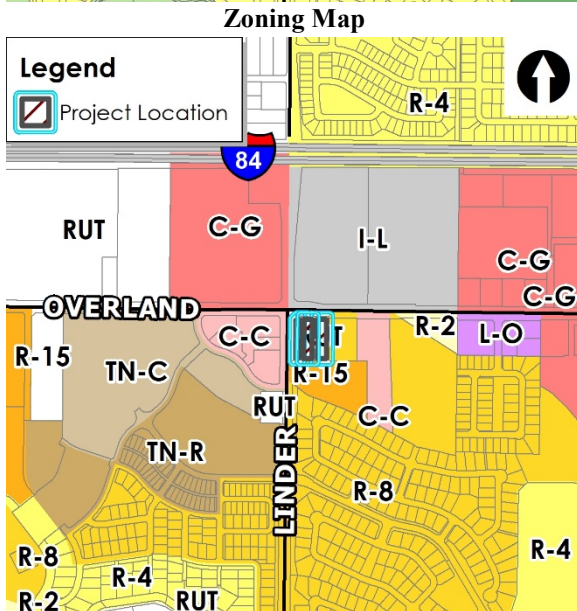 Zoning Map
Legend
Project Location
R-4
84
RUT
C-G
I-L
C-G
C-G
OVERLAND
R-15
TN-C
C-C
R-2
L-O
R-15
RUT
C-C
TN-R
LINDER
R-8
R-8
R-4
R-4
R-2
RUT